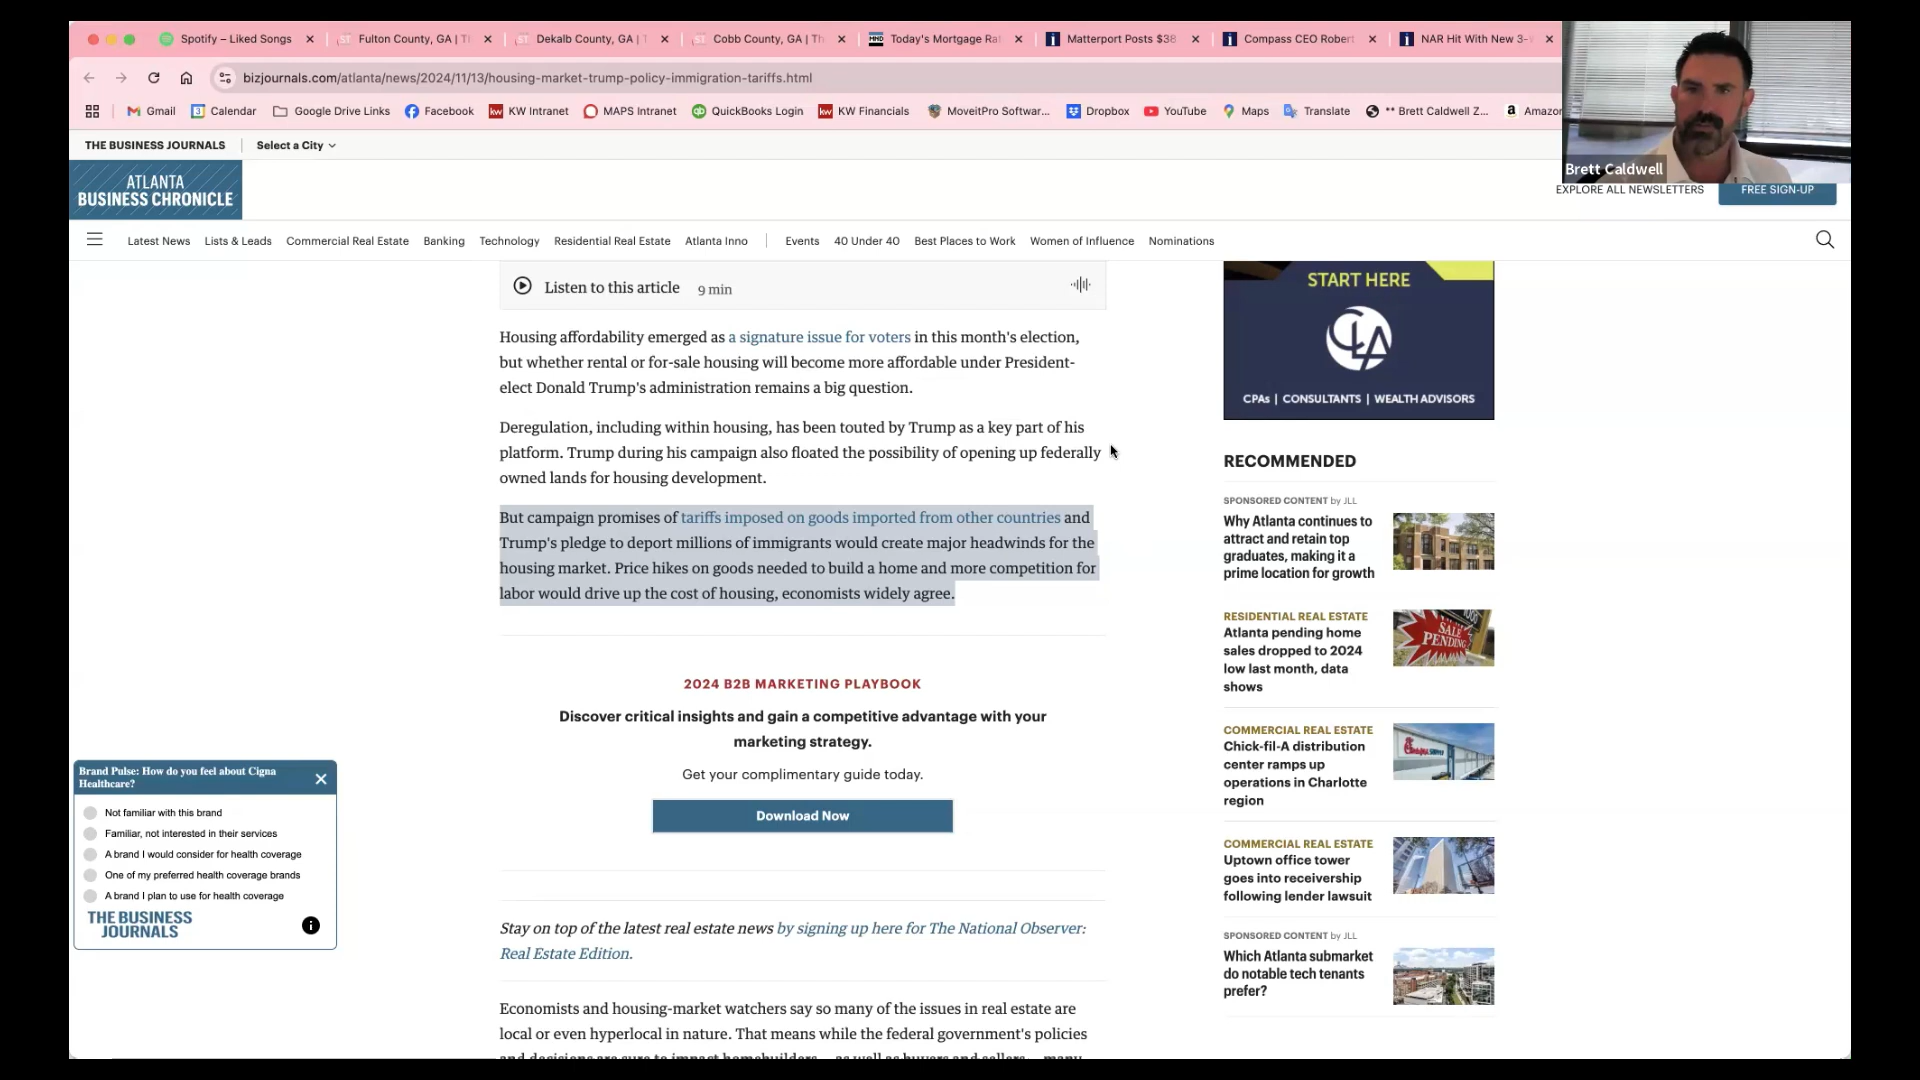 Spotify – Liked Songs
Fulton County, GA | T
Dekalb County, GA | T
Cobb County, GA | Th
Today's Mortgage Ra
Matterport Posts $38
Compass CEO Robert
NAR Hit With New 3-
bizjournals.com/atlanta/news/2024/11/13/housing-market-trump-policy-immigration-tariffs.html
Gmail
Calendar
Google Drive Links
Facebook
KW Intranet
MAPS Intranet
QuickBooks Login
KW Financials
MoveitPro Softwar...
Dropbox
YouTube
Maps
Translate
** Brett Caldwell Z...
Amazon
Brett Caldwell
THE BUSINESS JOURNALS
Select a City
ATLANTA
BUSINESS CHRONICLE
EXPLORE ALL NEWSLETTERS
FREE SIGN-UP
Latest News
Lists & Leads
Commercial Real Estate
Banking
Technology
Residential Real Estate
Atlanta Inno
Events
40 Under 40
Best Places to Work
Women of Influence
Nominations
Listen to this article 9 min
Housing affordability emerged as a signature issue for voters in this month's election,
but whether rental or for-sale housing will become more affordable under President-
elect Donald Trump's administration remains a big question.
Deregulation, including within housing, has been touted by Trump as a key part of his
platform. Trump during his campaign also floated the possibility of opening up federally
owned lands for housing development.
But campaign promises of tariffs imposed on goods imported from other countries and
Trump's pledge to deport millions of immigrants would create major headwinds for the
housing market. Price hikes on goods needed to build a home and more competition for
labor would drive up the cost of housing, economists widely agree.
2024 B2B MARKETING PLAYBOOK
Discover critical insights and gain a competitive advantage with your
marketing strategy.
Get your complimentary guide today.
Download Now
Stay on top of the latest real estate news by signing up here for The National Observer:
Real Estate Edition.
Economists and housing-market watchers say so many of the issues in real estate are
local or even hyperlocal in nature. That means while the federal government's policies
and decisions are sure to impact homebuilders — as well as buyers and sellers — many
START HERE
CLA
CPAs | CONSULTANTS | WEALTH ADVISORS
RECOMMENDED
SPONSORED CONTENT by JLL
Why Atlanta continues to
attract and retain top
graduates, making it a
prime location for growth
RESIDENTIAL REAL ESTATE
Atlanta pending home
sales dropped to 2024
low last month, data
shows
SALE
PENDING
COMMERCIAL REAL ESTATE
Chick-fil-A distribution
center ramps up
operations in Charlotte
region
COMMERCIAL REAL ESTATE
Uptown office tower
goes into receivership
following lender lawsuit
SPONSORED CONTENT by JLL
Which Atlanta submarket
do notable tech tenants
prefer?
Brand Pulse: How do you feel about Cigna
Healthcare?
Not familiar with this brand
Familiar, not interested in their services
A brand I would consider for health coverage
One of my preferred health coverage brands
A brand I plan to use for health coverage
THE BUSINESS
JOURNALS